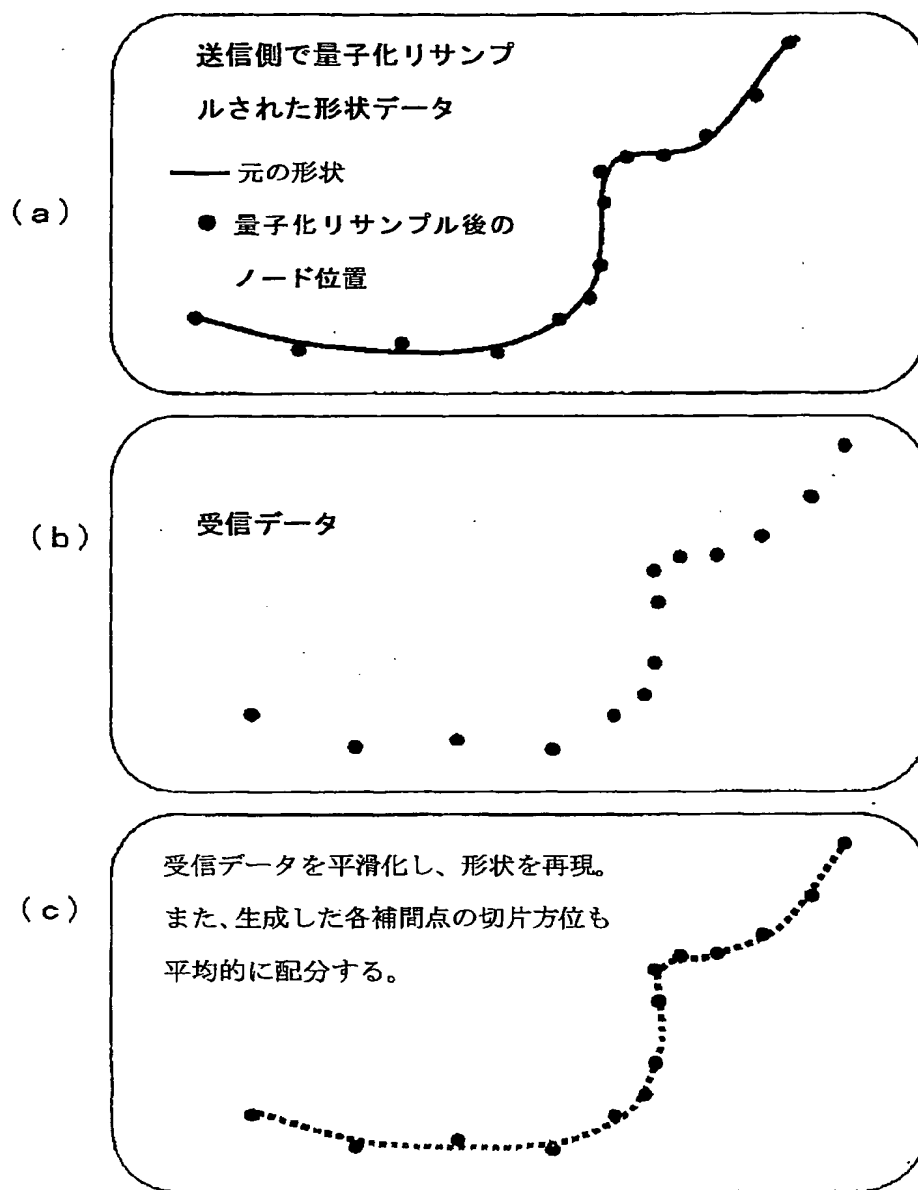 (a)
送信側で量子化リサンプ
ルされた形状データ
元の形状
量子化リサンプル後の
ノード位置
(b)
受信データ
(c)
受信データを平滑化し、形状を再現。
また、生成した各補間点の切片方位も
平均的に配分する。